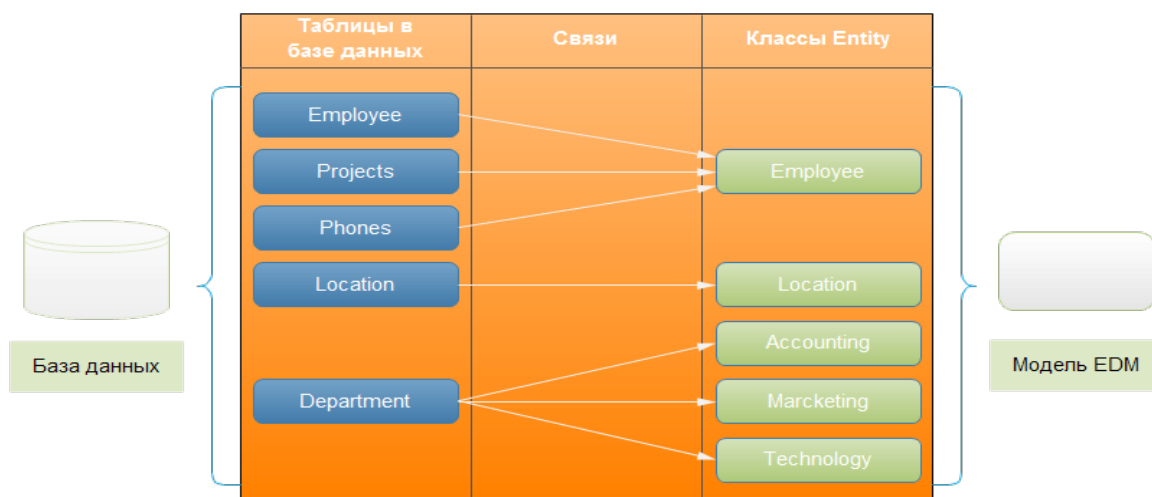 Таблицы в
базе данных
Связи
Классы Entity
Employee
Projects
Employee
Phones
Location
Location
Accounting
База данных
Модель EDM
Department
Marcketing
Technology